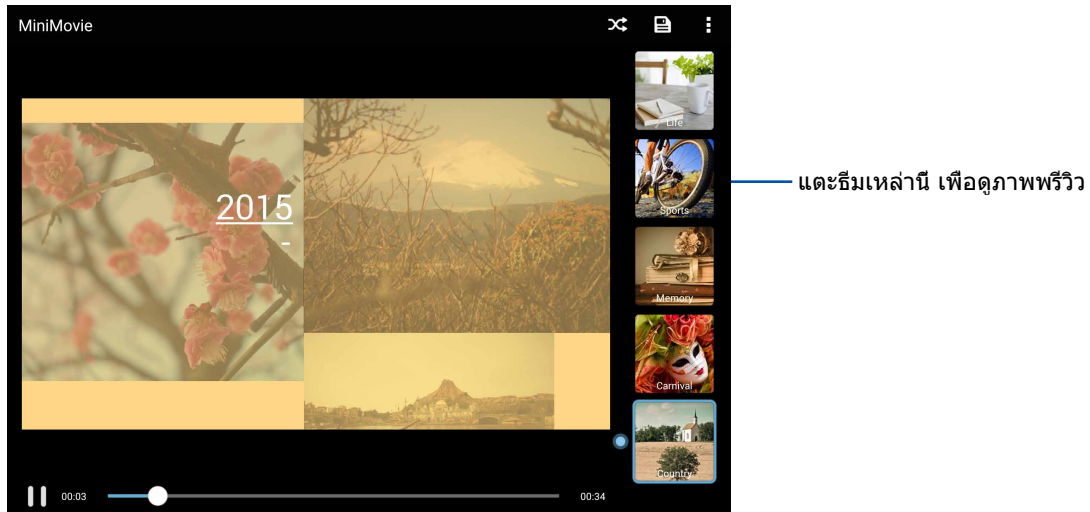 MiniMovie
Life
2015
-
Sports
แตะธีมเหล่านี้ เพื่อดูภาพพรีวิว
Memory
Carnival
Country
00:03
00:34